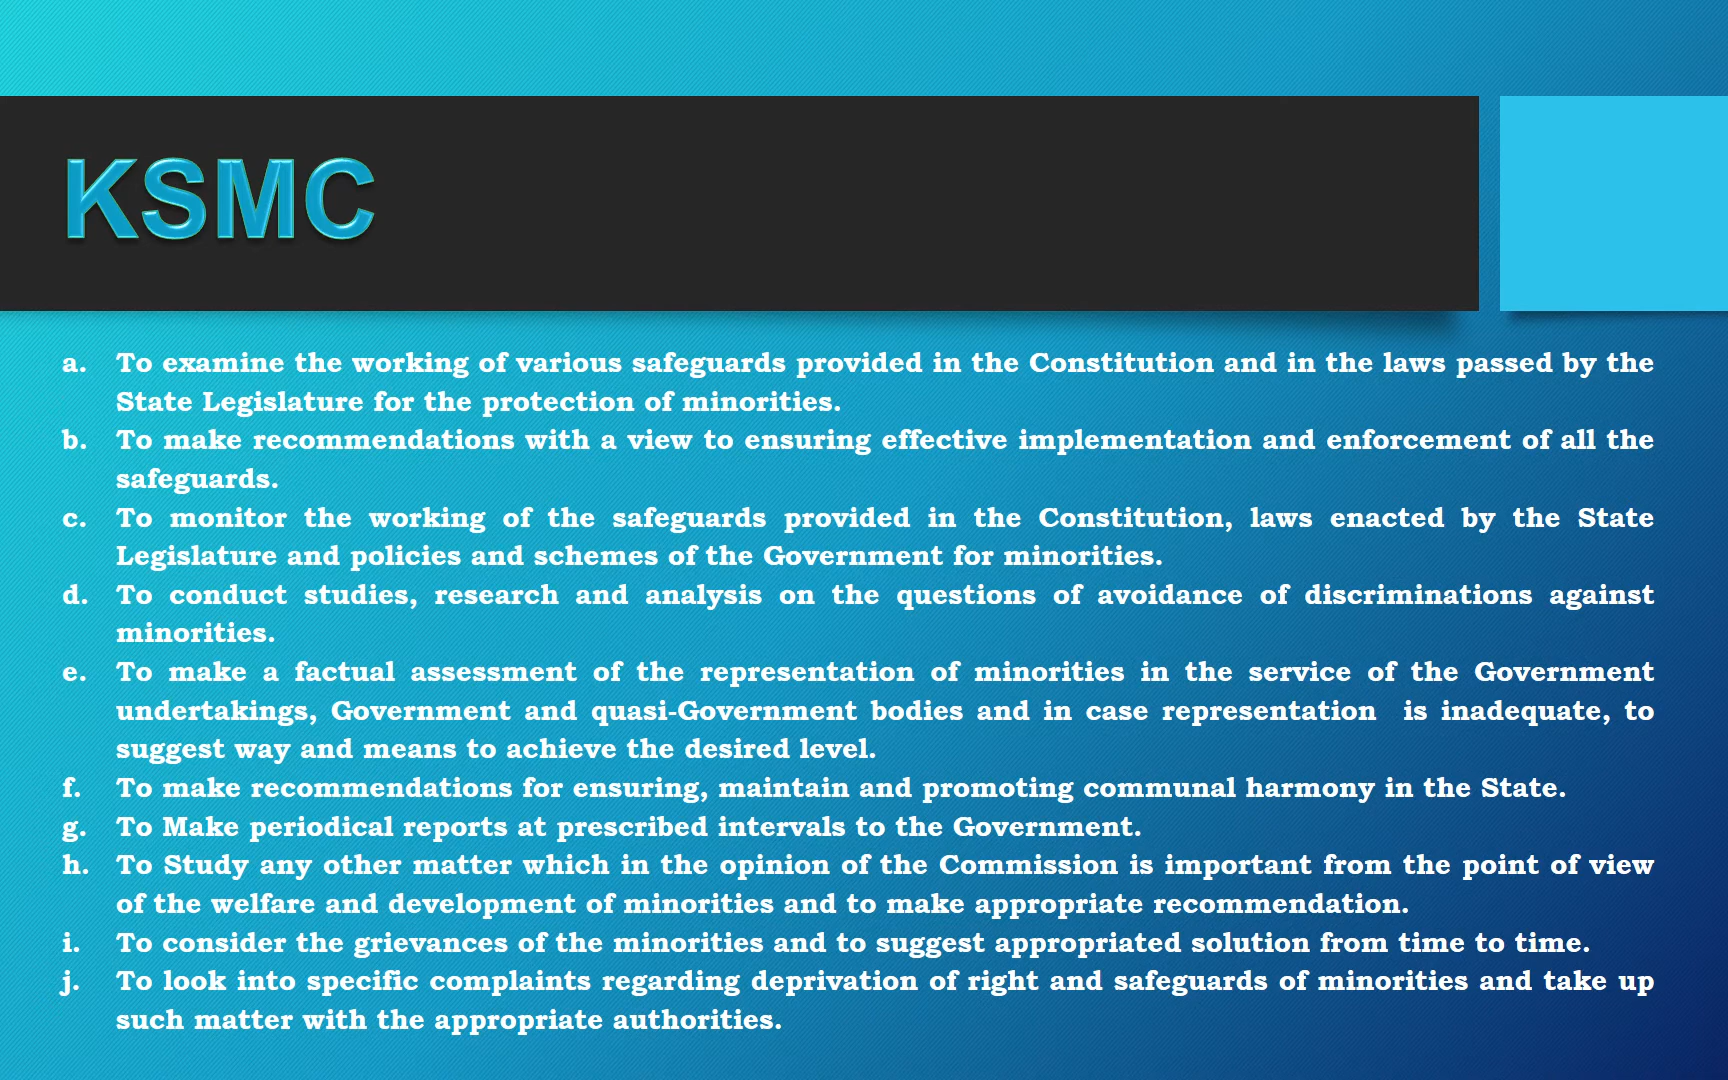 KSMC
a. To examine the working of various safeguards provided in the Constitution and in the laws passed by the
State Legislature for the protection of minorities.
b. To make recommendations with a view to ensuring effective implementation and enforcement of all the
safeguards.
c. To monitor the working of the safeguards provided in the Constitution, laws enacted by the State
Legislature and policies and schemes of the Government for minorities.
d. To conduct studies, research and analysis on the questions of avoidance of discriminations against
minorities.
e. To make a factual assessment of the representation of minorities in the service of the Government
undertakings, Government and quasi-Government bodies and in case representation  is inadequate, to
suggest way and means to achieve the desired level.
f. To make recommendations for ensuring, maintain and promoting communal harmony in the State.
g. To Make periodical reports at prescribed intervals to the Government.
h. To Study any other matter which in the opinion of the Commission is important from the point of view
of the welfare and development of minorities and to make appropriate recommendation.
i. To consider the grievances of the minorities and to suggest appropriated solution from time to time.
j. To look into specific complaints regarding deprivation of right and safeguards of minorities and take up
such matter with the appropriate authorities.